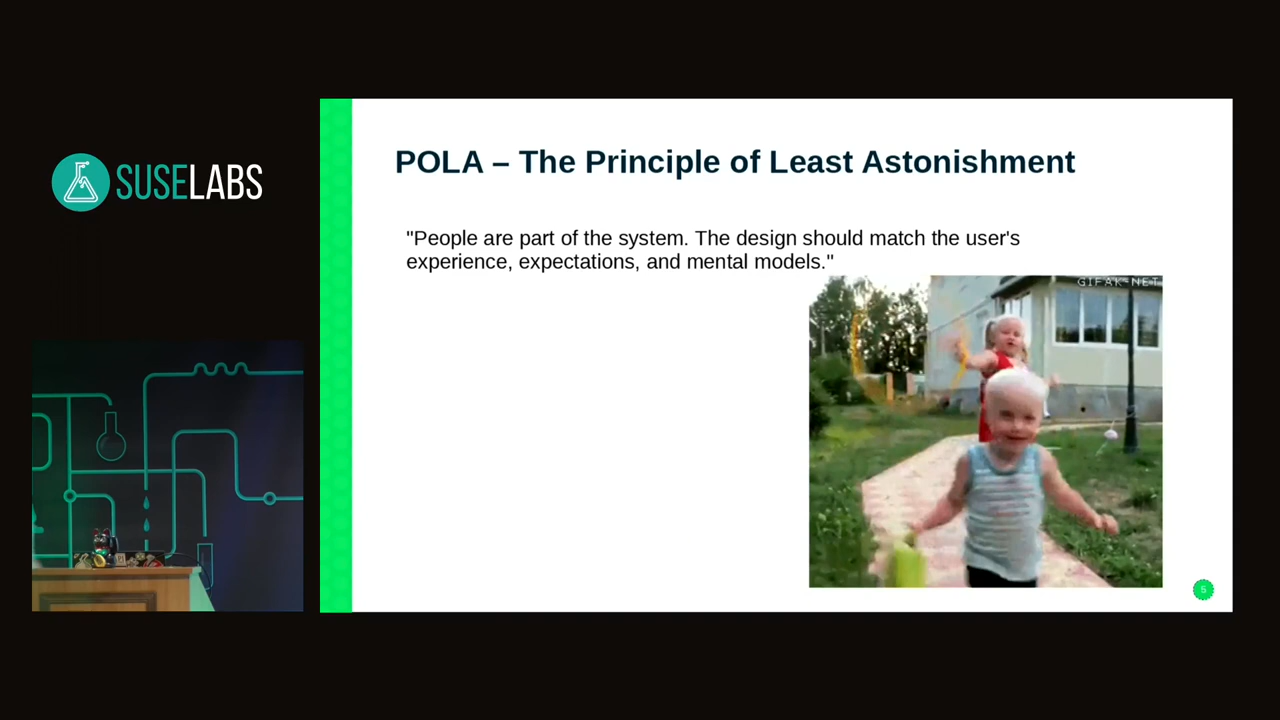 SUSELABS
POLA – The Principle of Least Astonishment
"People are part of the system. The design should match the user's
experience, expectations, and mental models."
GIFAK-NET
5